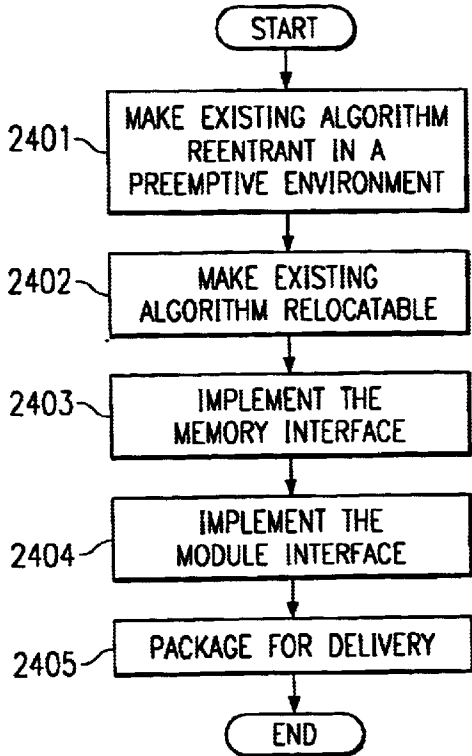 START
2401
MAKE EXISTING ALGORITHM
REENTRANT IN A
PREEMPTIVE ENVIRONMENT
2402
MAKE EXISTING
ALGORITHM RELOCATABLE
2403
IMPLEMENT THE
MEMORY INTERFACE
2404
IMPLEMENT THE
MODULE INTERFACE
2405
PACKAGE FOR DELIVERY
END